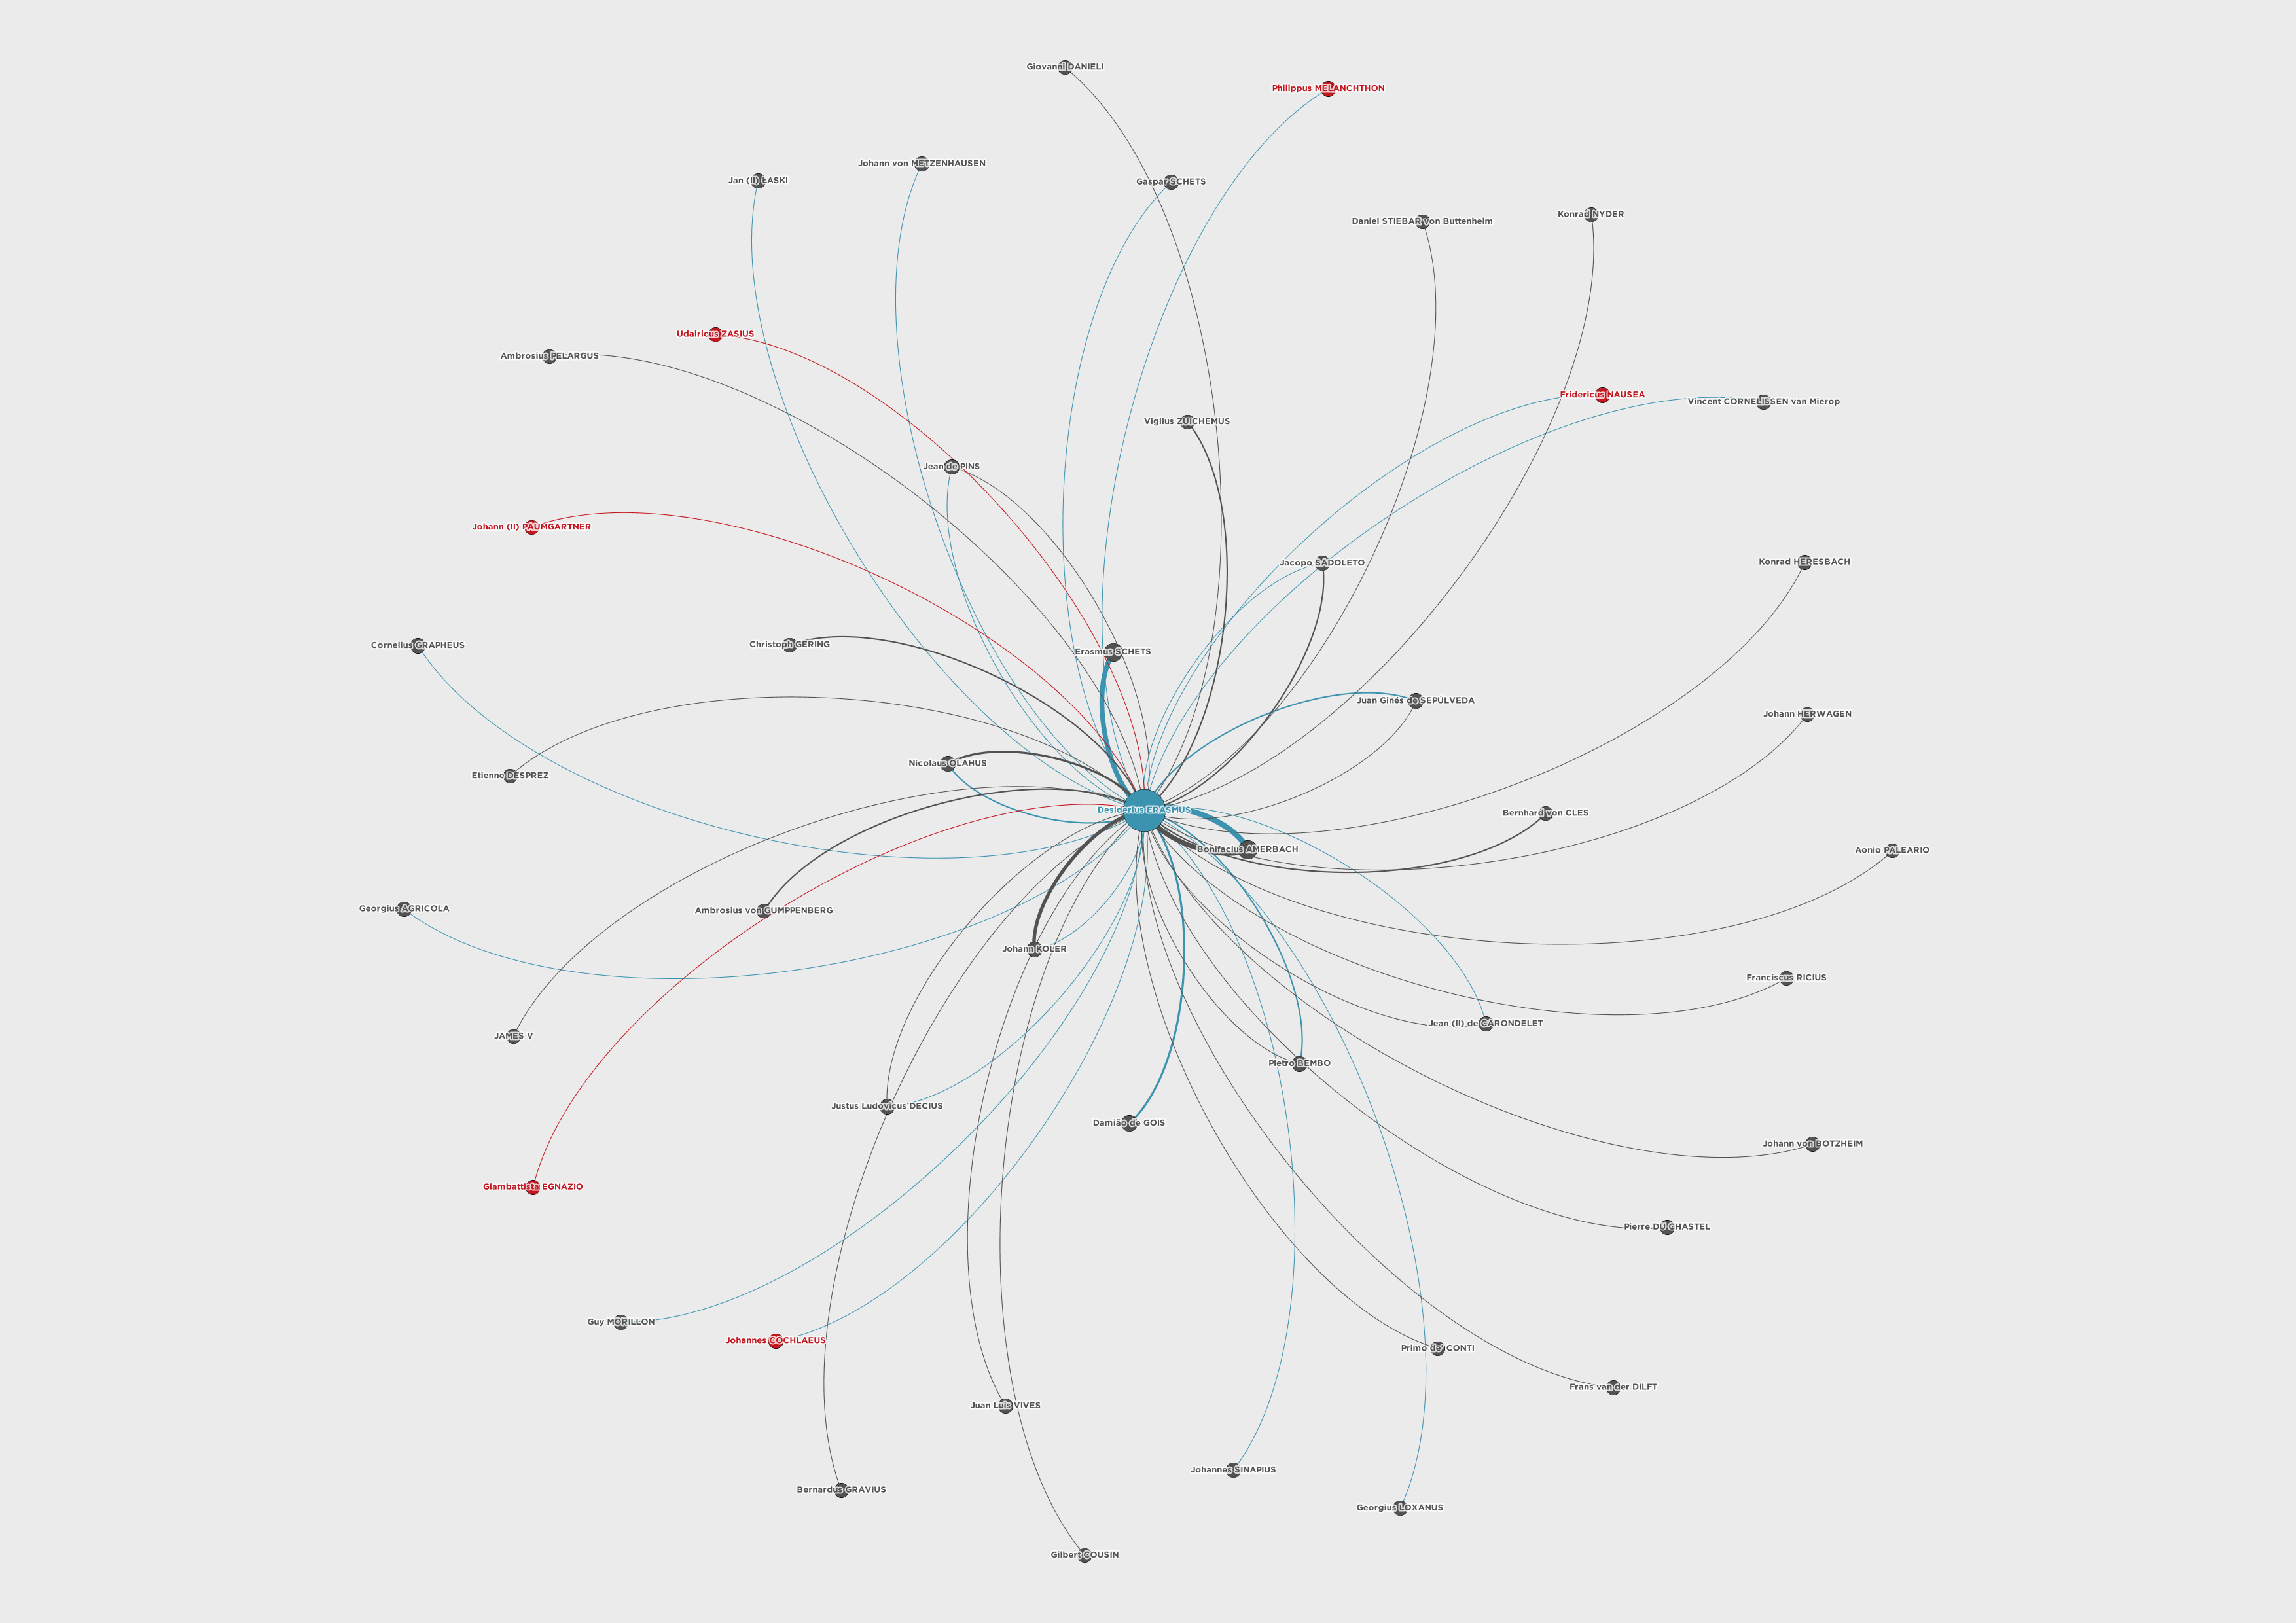 Giovanni DANIELI
Philippus MELANCHTHON
Johann von METZENHAUSEN
Jan (II) ŁASKI
Gaspar SCHETS
Konrad NYDER
Daniel STIEBAR von Buttenheim
Udalricus ZASIUS
Ambrosius PELARGUS
Fridericus NAUSEA
Vincent CORNELISSEN van Mierop
Viglius ZUICHEMUS
Jean de PINS
Johann (II) PAUMGARTNER
Jacopo SADOLETO
Konrad HERESBACH
Christoph GERING
Cornelius GRAPHEUS
Erasmus SCHETS
Juan Ginés de SEPÚLVEDA
Johann HERWAGEN
Nicolaus OLAHUS
Etienne DESPREZ
Desiderius ERASMUS
Bernhard von CLES
Bonifacius AMERBACH
Aonio PALEARIO
Georgius AGRICOLA
Ambrosius von GUMPPENBERG
Johann KOLER
Franciscus RICIUS
Jean (II) de CARONDELET
JAMES V
Pietro BEMBO
Justus Ludovicus DECIUS
Damião de GOIS
Johann von BOTZHEIM
Giambattista EGNAZIO
Pierre DU CHASTEL
Guy MORILLON
Johannes COCHLAEUS
Primo de' CONTI
Frans van der DILFT
Juan Luis VIVES
Johannes SINAPIUS
Bernardus GRAVIUS
Georgius LOXANUS
Gilbert COUSIN